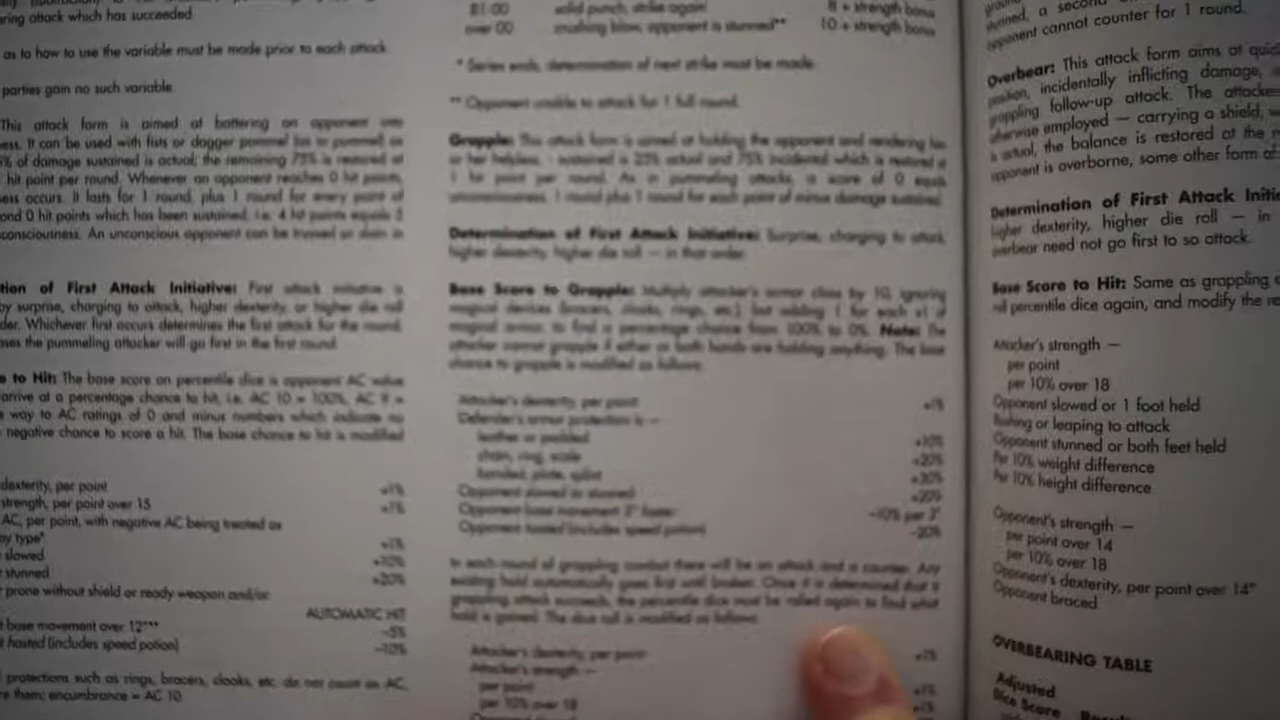 ring attack which has succeeded
as to how to use the variable must be made prior to each attack.
parties gain no such variable.
This attack form is aimed at battering an opponent into
ess. It can be used with fists or dagger pommel (as in pummel) as
% of damage sustained is actual; the remaining 75% is restored at
hit point per round. Whenever an opponent reaches 0 hit points,
ess occurs. It lasts for 1 round, plus 1 round for every point of
ond 0 hit points which has been sustained, i.e. 4 hit points equals 5
consciousness. An unconscious opponent can be
tion of First Attack Initiative: First attack initiative is
by surprise, charging to attack, higher dexterity, or higher die roll
der. Whichever first occurs determines the first attack for the round.
ses the pummeling attacker will go first in the first round.
e to Hit: The base score on percentile dice is opponent AC value
arrive at a percentage chance to hit, i.e. AC 10 = 100%, AC 9 =
way to AC ratings of 0 and minus numbers which indicate no
negative chance to score a hit. The base chance to hit is modified
dexterity, per point +1%
strength, per point over 15 +1%
AC, per point, with negative AC being treated as
by type* +1%
slowed +10%
stunned +20%
prone without shield or ready weapon and/or
AUTOMATIC HIT
base movement over 12"** -5%
hasted (includes speed potion) -10%
protections such as rings, bracers, cloaks, etc. do not count as AC,
re them; encumbrance = AC 10.
81-00 solid punch, strike again! 8 + strength bonus
over 00 crushing blow, opponent is stunned** 10 + strength bonus
* Series ends, determination of next strike must be made.
** Opponent unable to attack for 1 full round.
Grapple: This attack form is aimed at holding the opponent and rendering his
or her helpless. sustained is 25% actual and 75% incidental which is restored at
1 hit point per round. As in pummeling attacks, a score of 0 equals
unconsciousness, 1 round plus 1 round for each point of minus damage sustained.
Determination of First Attack Initiative: Surprise, charging to attack,
higher dexterity, higher die roll — in that order.
Base Score to Grapple: Multiply attacker's armor class by 10, ignoring
magical devices (bracers, cloaks, rings, etc.) but adding 1 for each +1 of
magical armor, to find a percentage chance from 100% to 0%. Note: The
attacker cannot grapple if either or both hands are holding anything. The base
chance to grapple is modified as follows:
Attacker's dexterity, per point +1%
Defender's armor protection is —
leather or padded +10%
chain, ring, scale +20%
banded, plate, splint +30%
Opponent slowed or stunned +20%
Opponent base movement 3" faster -10% per 3"
Opponent hasted (includes speed potion) -20%
In each round of grappling combat there will be an attack and a counter. Any
existing hold automatically goes first until broken. Once it is determined that a
grappling attack succeeds, the percentile dice must be rolled again to find what
hold is gained. The dice roll is modified as follows:
Attacker's dexterity, per point +1%
Attacker's strength —
per point +1%
per 10% over 18 +1%
a second
opponent cannot counter for 1 round.
Overbear: This attack form aims at
position, incidentally inflicting damage,
grappling follow-up attack. The
otherwise employed — carrying a shield,
is actual, the balance is restored at the
opponent is overborne, some other form
Determination of First Attack
higher dexterity, higher die roll — in
overbear need not go first to so attack.
Base Score to Hit: Same as grappling
roll percentile dice again, and modify the
Attacker's strength —
per point
per 10% over 18
Opponent slowed or 1 foot held
Rushing or leaping to attack
Opponent stunned or both feet held
Per 10% weight difference
Per 10% height difference
Opponent's strength —
per point over 14
per 10% over 18
Opponent's dexterity, per point over 14*
Opponent braced
OVERBEARING TABLE
Adjusted
Dice Score